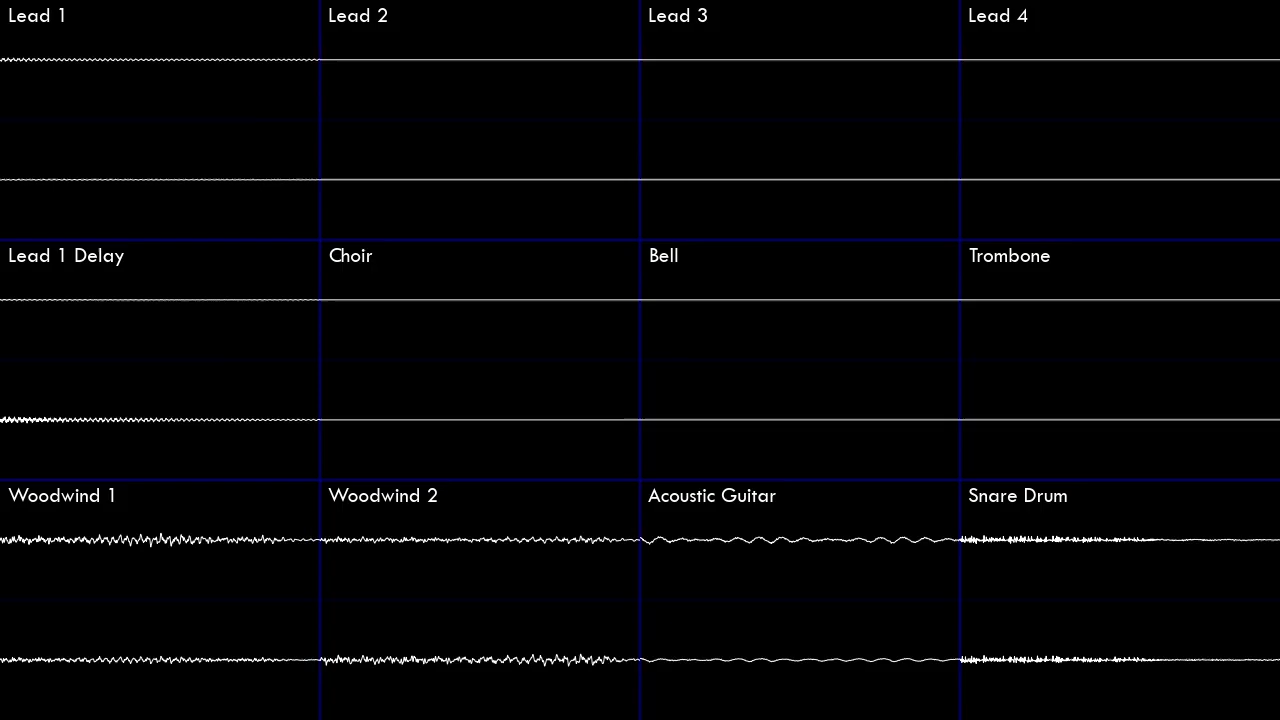 Lead 1
Lead 2
Lead 3
Lead 4
Lead 1 Delay
Choir
Bell
Trombone
Woodwind 1
Woodwind 2
Acoustic Guitar
Snare Drum